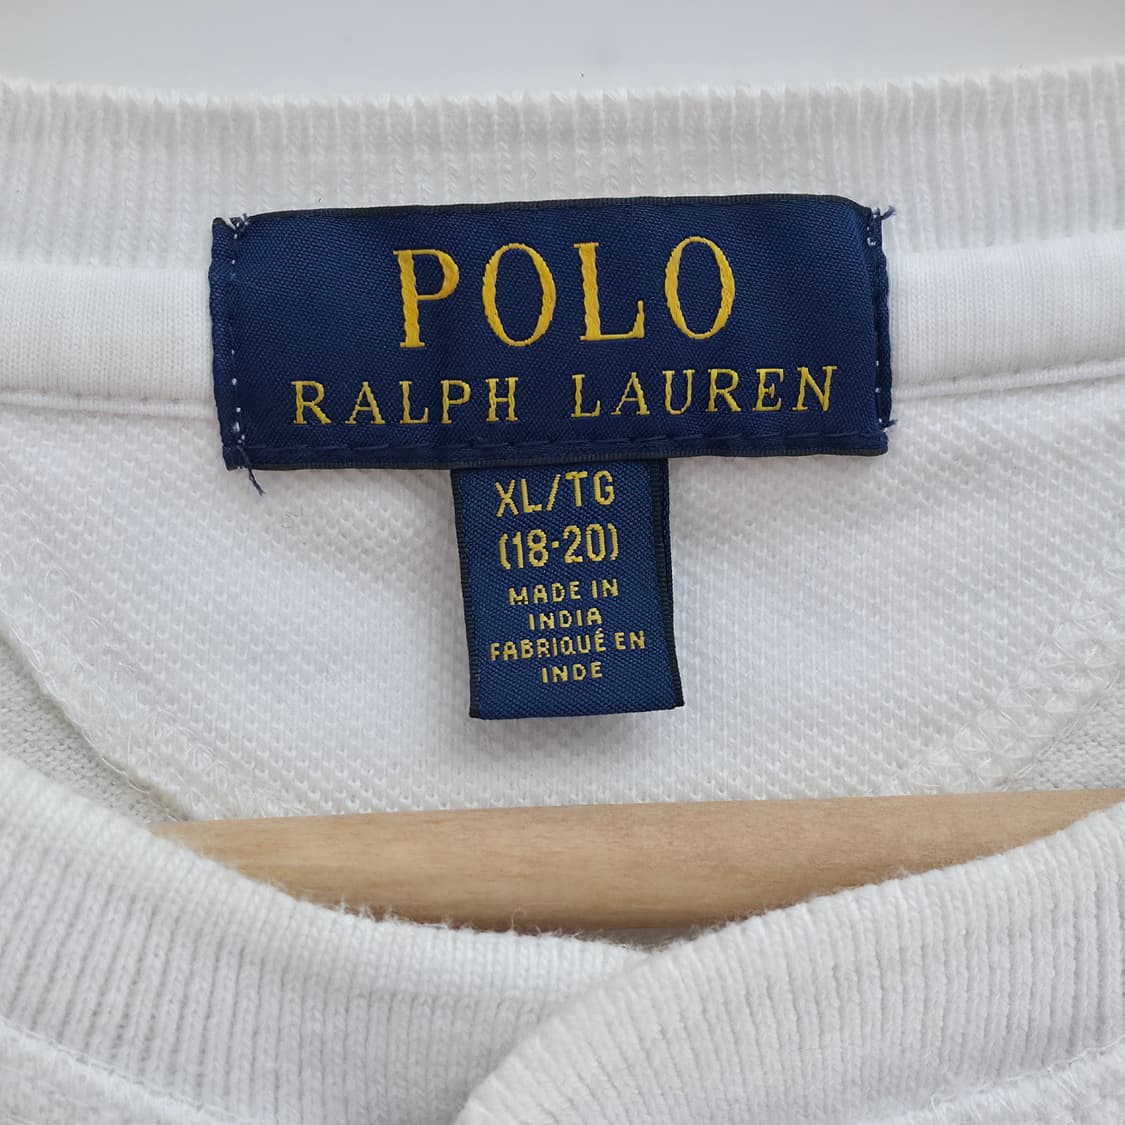 POLO
RALPH LAUREN
XL/TG
(18-20)
MADE IN
INDIA
FABRIQUÉ EN
INDE